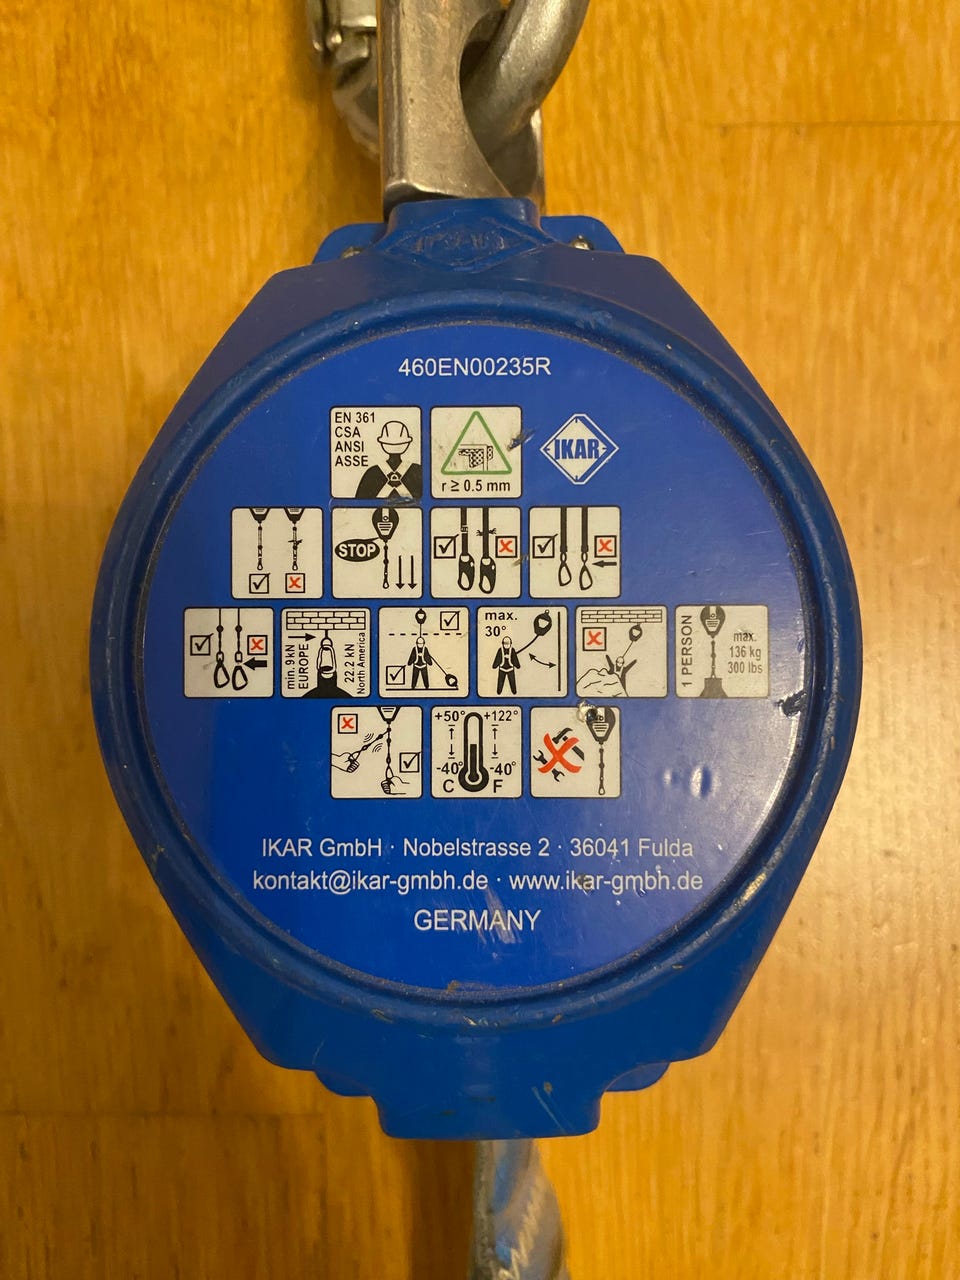 460EN00235R
EN 361
CSA
ANSI
ASSE
r ≥ 0.5 mm
IKAR
STOP
min. 9 kN
EUROPE
22.2 kN
North America
max.
30°
1 PERSON
max.
136 kg
300 lbs
+50° +122°
-40° -40°
C F
IKAR GmbH · Nobelstrasse 2 · 36041 Fulda
kontakt@ikar-gmbh.de · www.ikar-gmbh.de
GERMANY